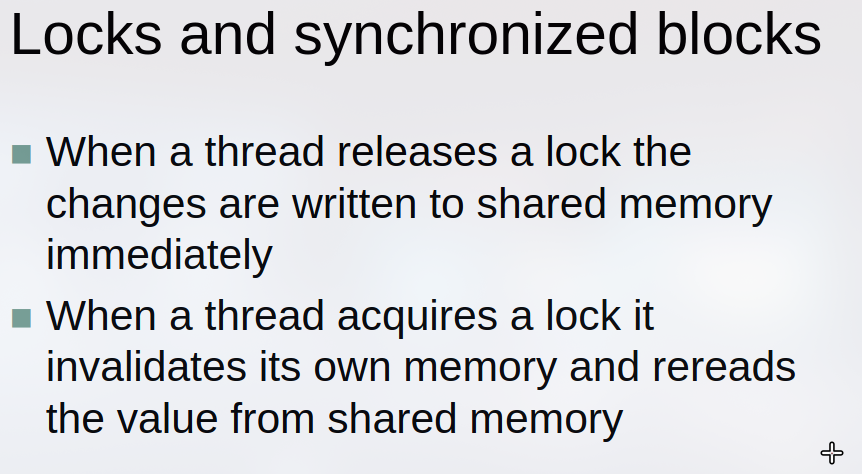 Locks and synchronized blocks
When a thread releases a lock the
changes are written to shared memory
immediately
When a thread acquires a lock it
invalidates its own memory and rereads
the value from shared memory